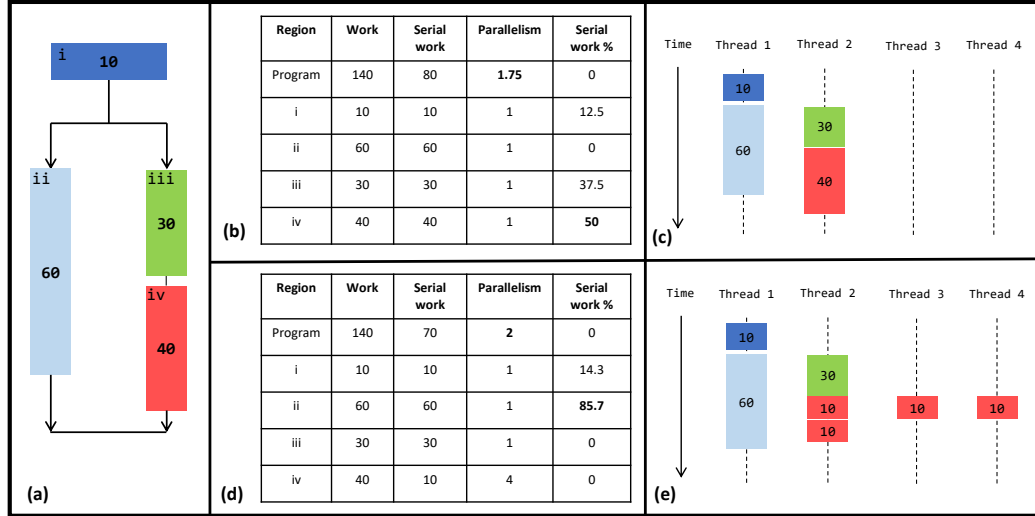 i
10
ii
60
iii
30
iv
40
(a)
Region Work Serial work Parallelism Serial work %
Program 140 80 1.75 0
i 10 10 1 12.5
ii 60 60 1 0
iii 30 30 1 37.5
iv 40 40 1 50
(b)
Time Thread 1 Thread 2 Thread 3 Thread 4
10
30
60
40
(c)
Region Work Serial work Parallelism Serial work %
Program 140 70 2 0
i 10 10 1 14.3
ii 60 60 1 85.7
iii 30 30 1 0
iv 40 10 4 0
(d)
Time Thread 1 Thread 2 Thread 3 Thread 4
10
30
60 10 10 10
10
(e)